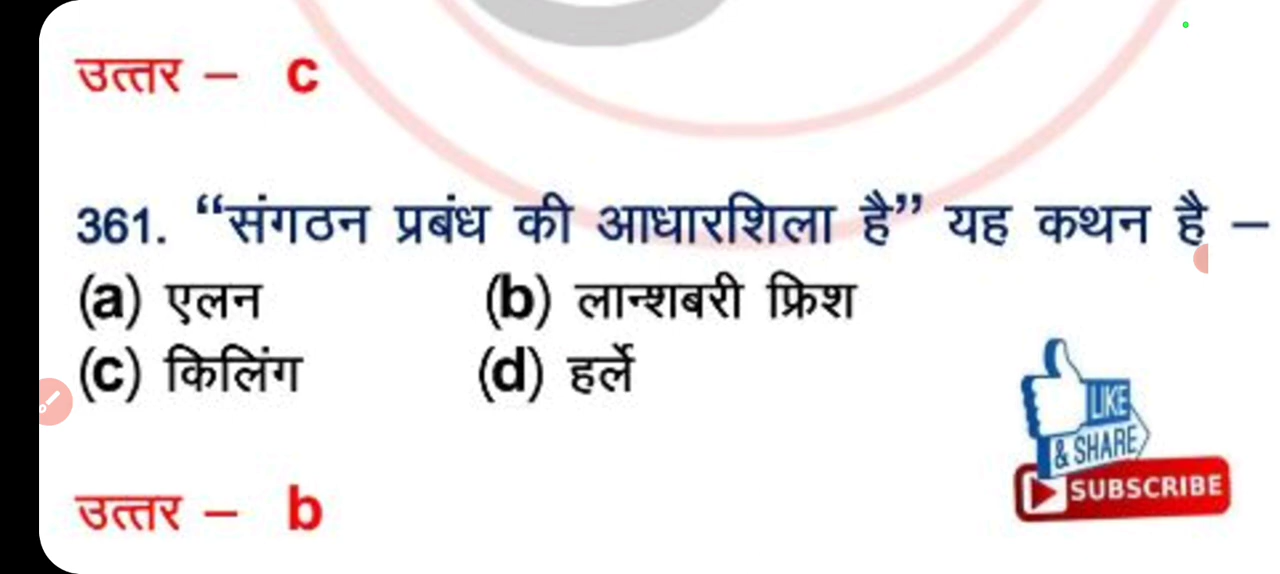 उत्तर – c
361. “संगठन प्रबंध की आधारशिला है” यह कथन है –
(a) एलन (b) लान्शबरी फ्रिश
(c) किलिंग (d) हर्ले
LIKE
& SHARE
SUBSCRIBE
उत्तर – b